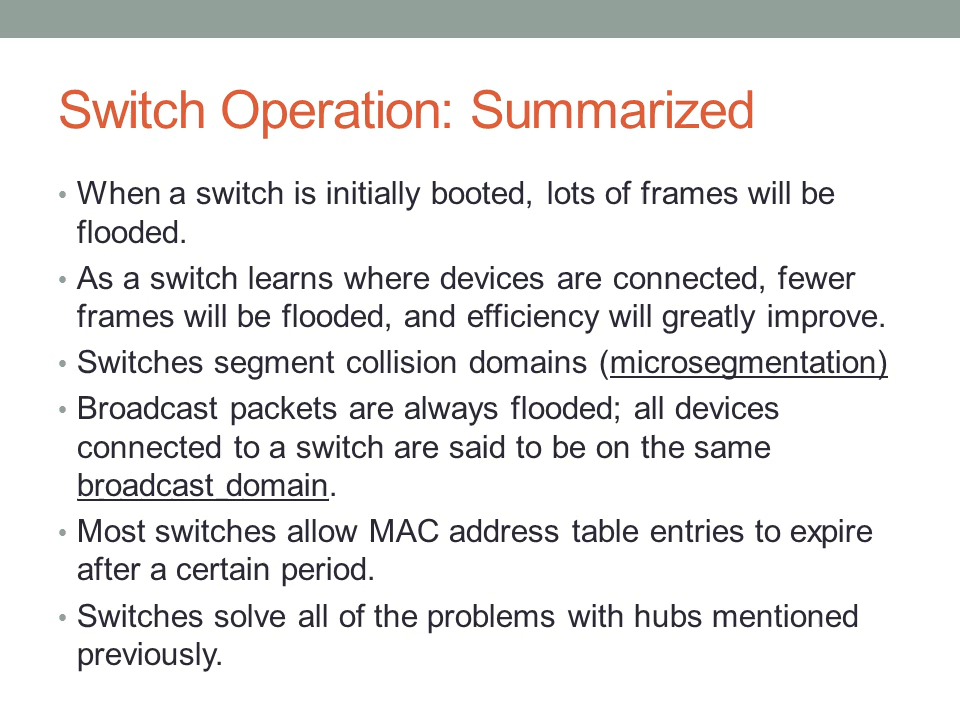 Switch Operation: Summarized
• When a switch is initially booted, lots of frames will be
flooded.
• As a switch learns where devices are connected, fewer
frames will be flooded, and efficiency will greatly improve.
• Switches segment collision domains (microsegmentation)
• Broadcast packets are always flooded; all devices
connected to a switch are said to be on the same
broadcast domain.
• Most switches allow MAC address table entries to expire
after a certain period.
• Switches solve all of the problems with hubs mentioned
previously.